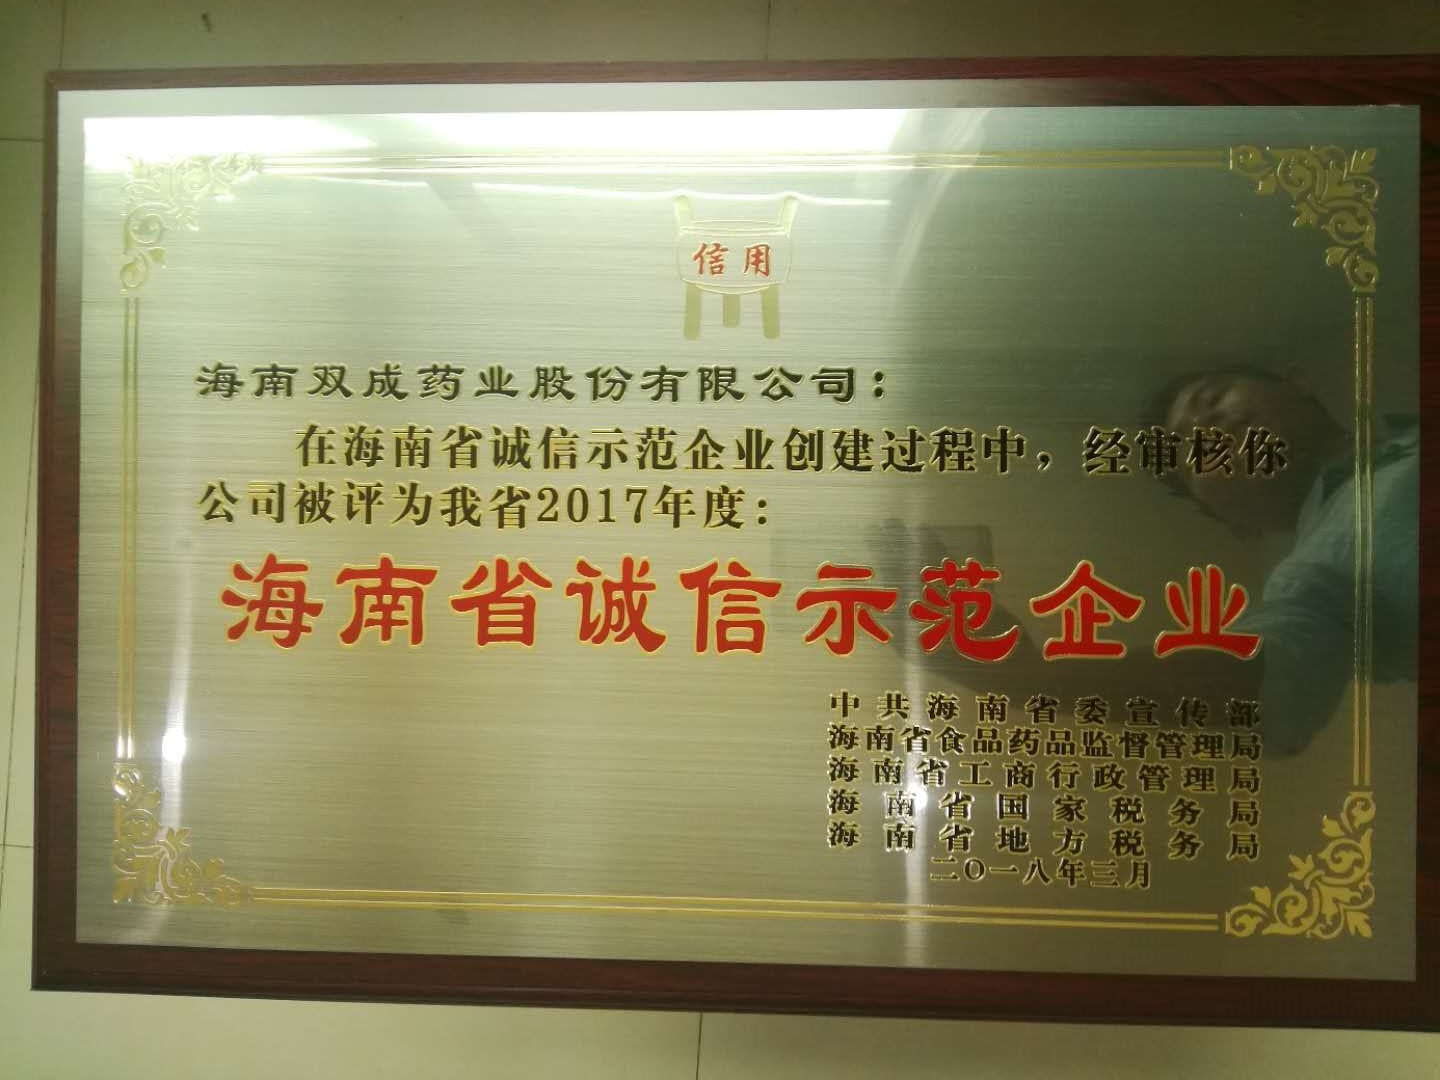 信用
海南双成药业股份有限公司：
在海南省诚信示范企业创建过程中，经审核你
公司被评为我省2017年度：
海南省诚信示范企业
中共海南省委宣传部
海南省食品药品监督管理局
海南省工商行政管理局
海南省国家税务局
海南省地方税务局
二〇一八年三月